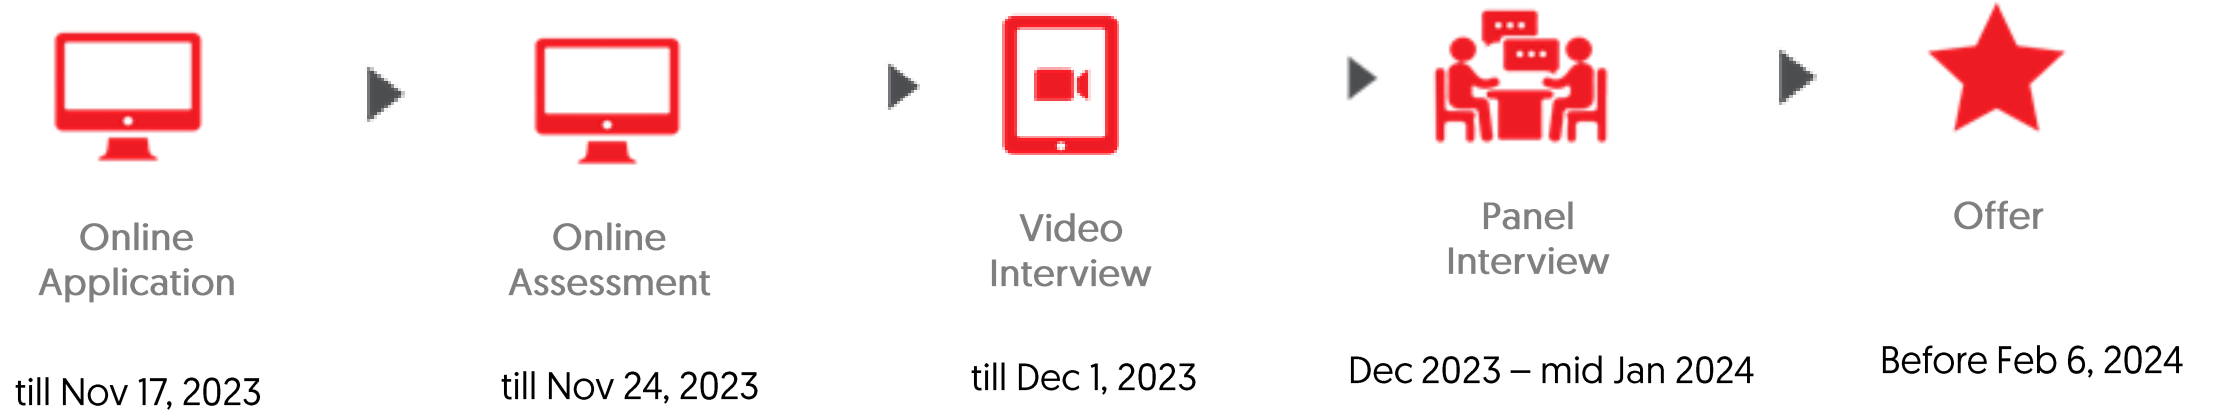 Online
Application
till Nov 17, 2023
Online
Assessment
till Nov 24, 2023
Video
Interview
till Dec 1, 2023
Panel
Interview
Dec 2023 – mid Jan 2024
Offer
Before Feb 6, 2024